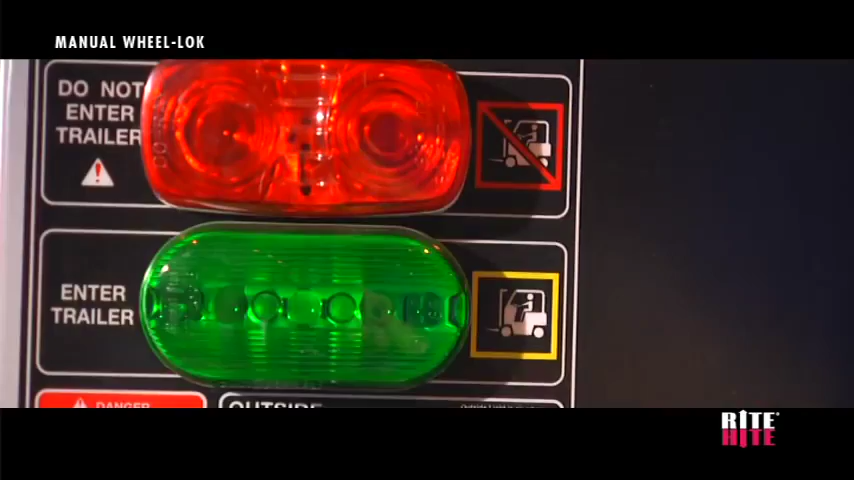 MANUAL WHEEL-LOK
DO NOT
ENTER
TRAILER
ENTER
TRAILER
DANGER
OUTSIDE
RITE
HITE